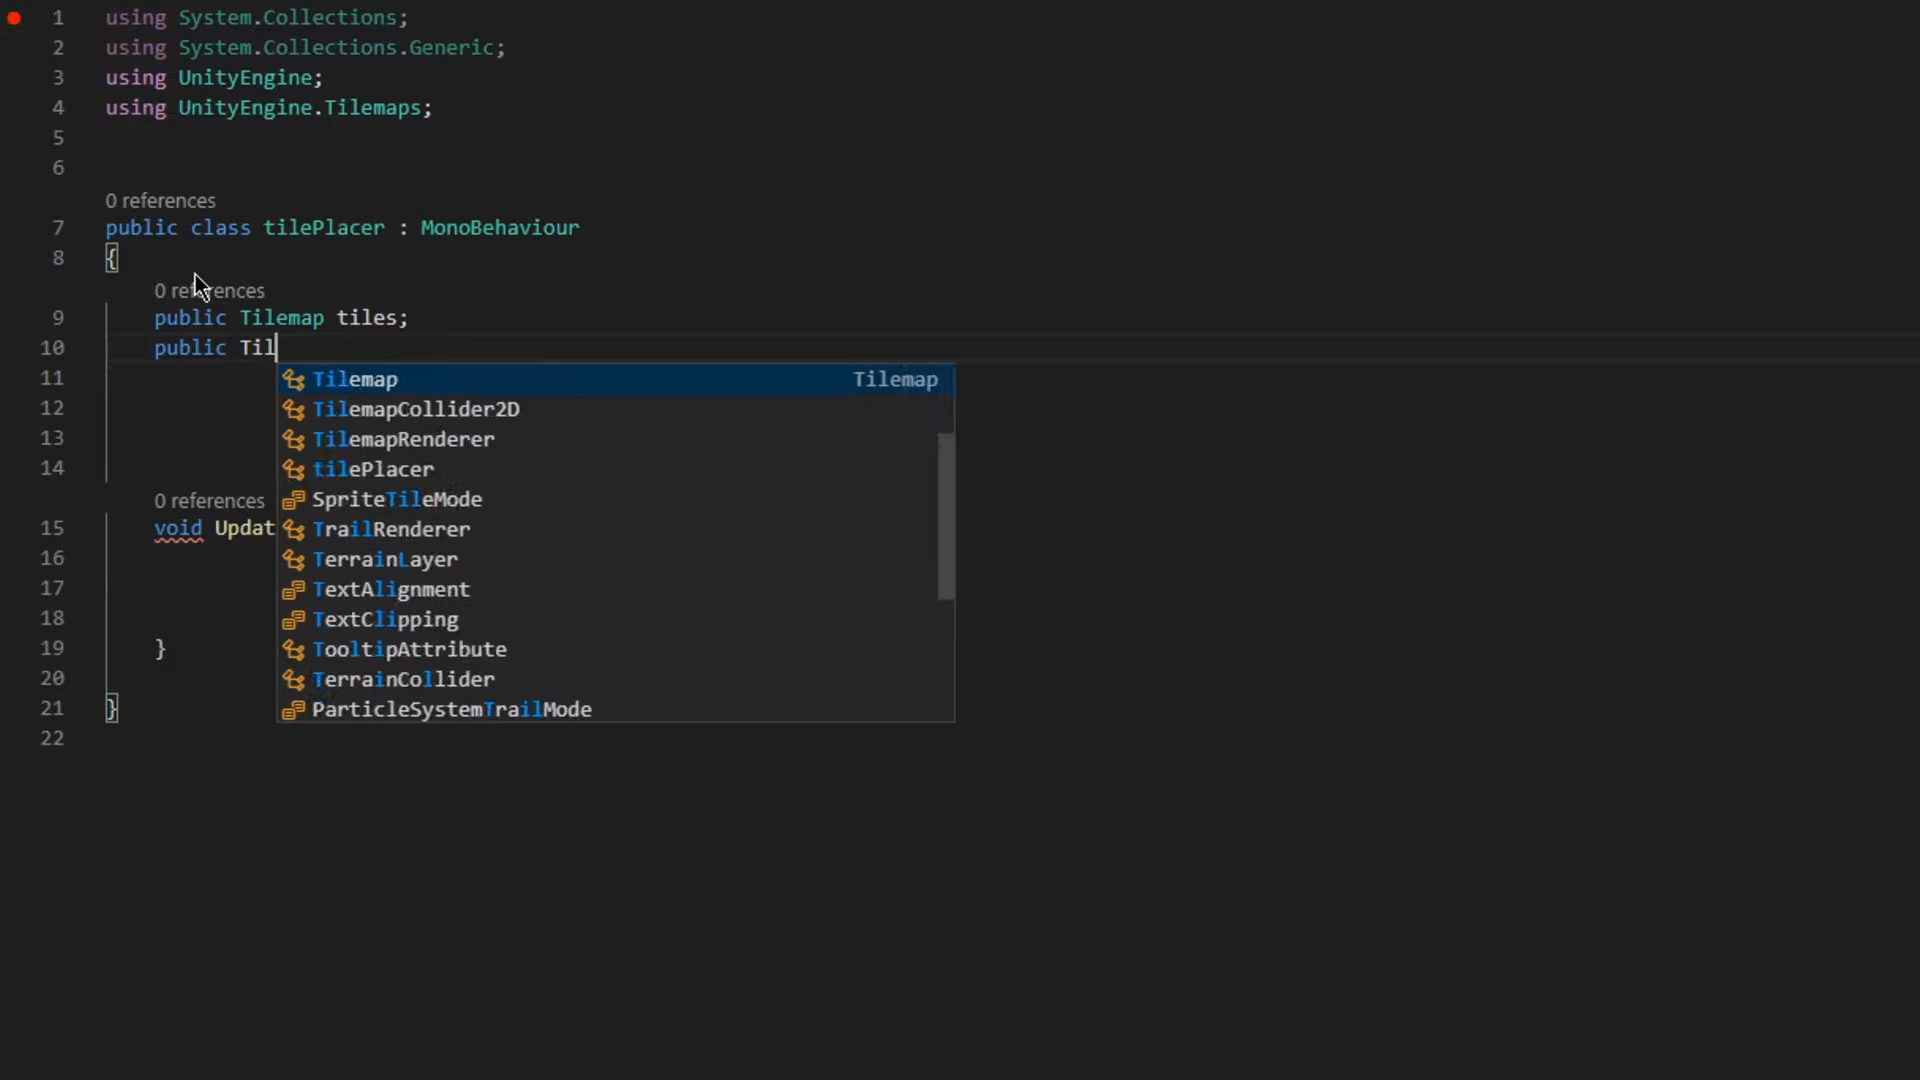 1 using System.Collections;
2 using System.Collections.Generic;
3 using UnityEngine;
4 using UnityEngine.Tilemaps;
5
6
0 references
7 public class tilePlacer : MonoBehaviour
8 {
0 references
9 public Tilemap tiles;
10 public Til
11 Tilemap Tilemap
12 TilemapCollider2D
13 TilemapRenderer
14 tilePlacer
0 references SpriteTileMode
15 void Updat TrailRenderer
16 TerrainLayer
17 TextAlignment
18 TextClipping
19 } TooltipAttribute
20 TerrainCollider
21 } ParticleSystemTrailMode
22